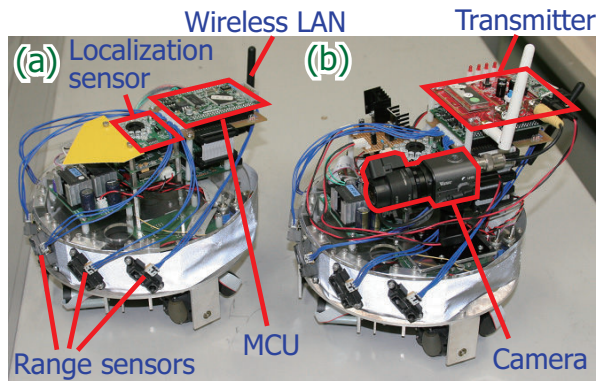 Wireless LAN
Transmitter
(a)
Localization
sensor
(b)
Range sensors
MCU
Camera